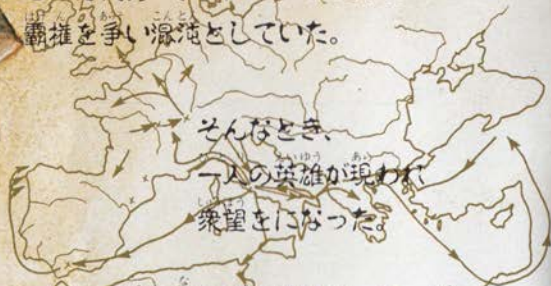 覇権を争い混沌としていた。
そんなとき、
一人の英雄が現われ
衆望をになった。